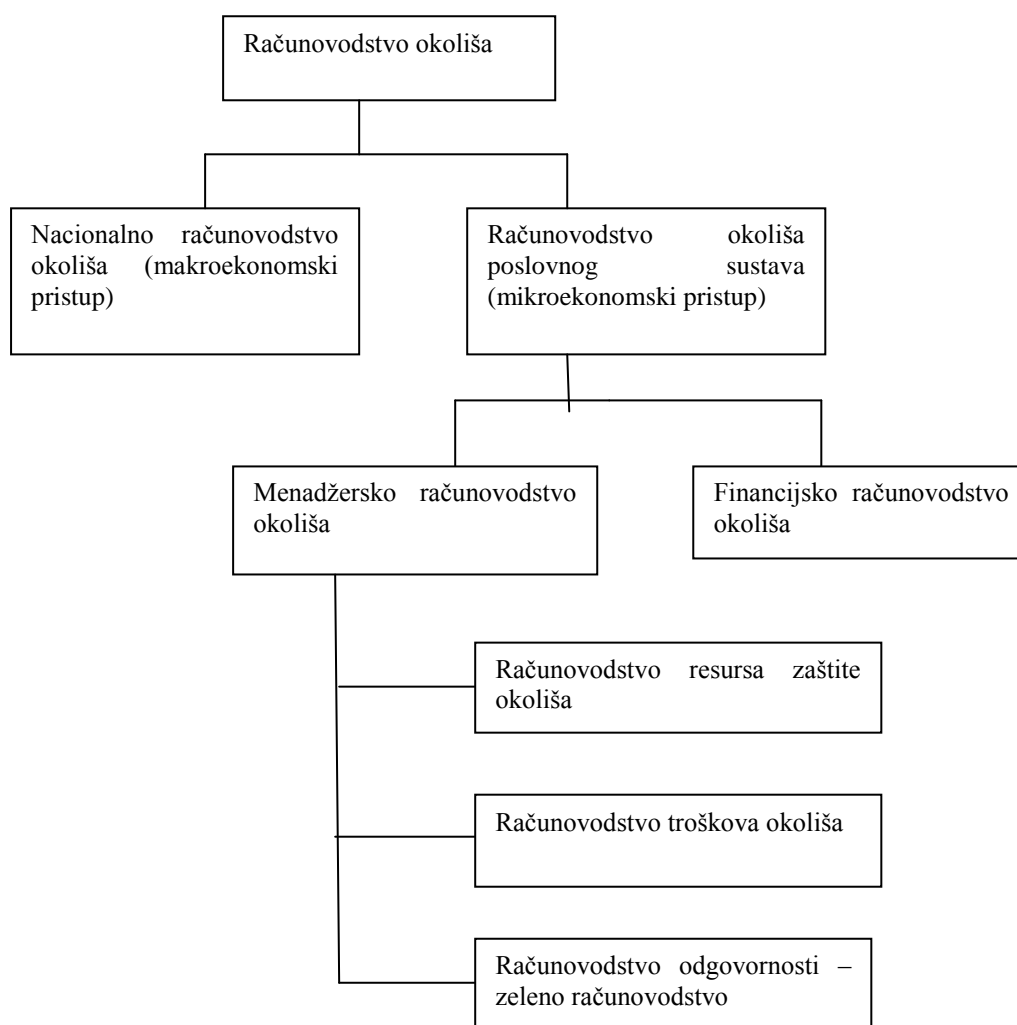 Računovodstvo okoliša
Nacionalno računovodstvo
okoliša (makroekonomski
pristup)
Računovodstvo okoliša
poslovnog sustava
(mikroekonomski pristup)
Menadžersko računovodstvo
okoliša
Financijsko računovodstvo
okoliša
Računovodstvo resursa zaštite
okoliša
Računovodstvo troškova okoliša
Računovodstvo odgovornosti –
zeleno računovodstvo